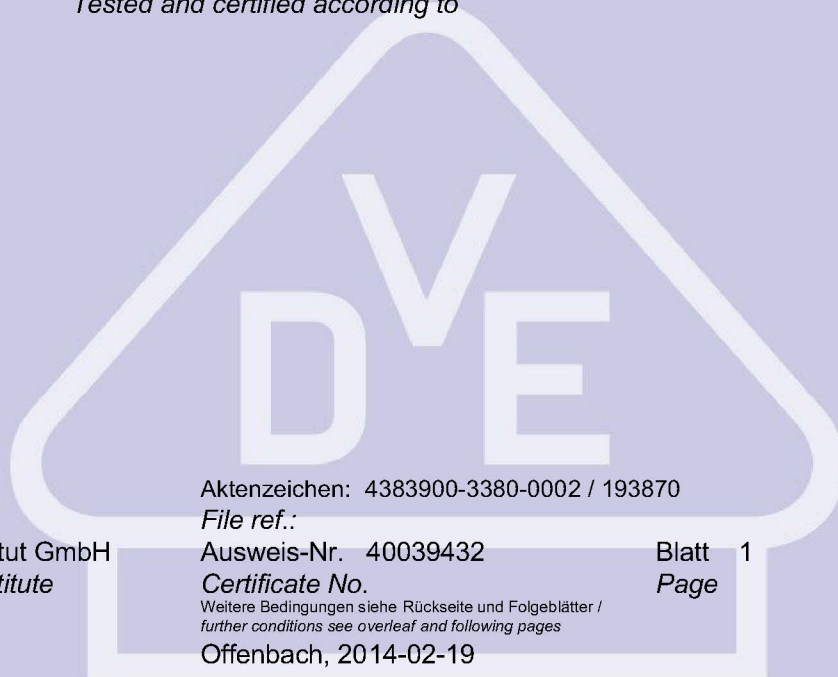 Tested and certified according to
VDE
Aktenzeichen: 4383900-3380-0002 / 193870
File ref.:
tut GmbH Ausweis-Nr. 40039432 Blatt 1
titute Certificate No. Page
Weitere Bedingungen siehe Rückseite und Folgeblätter /
further conditions see overleaf and following pages
Offenbach, 2014-02-19